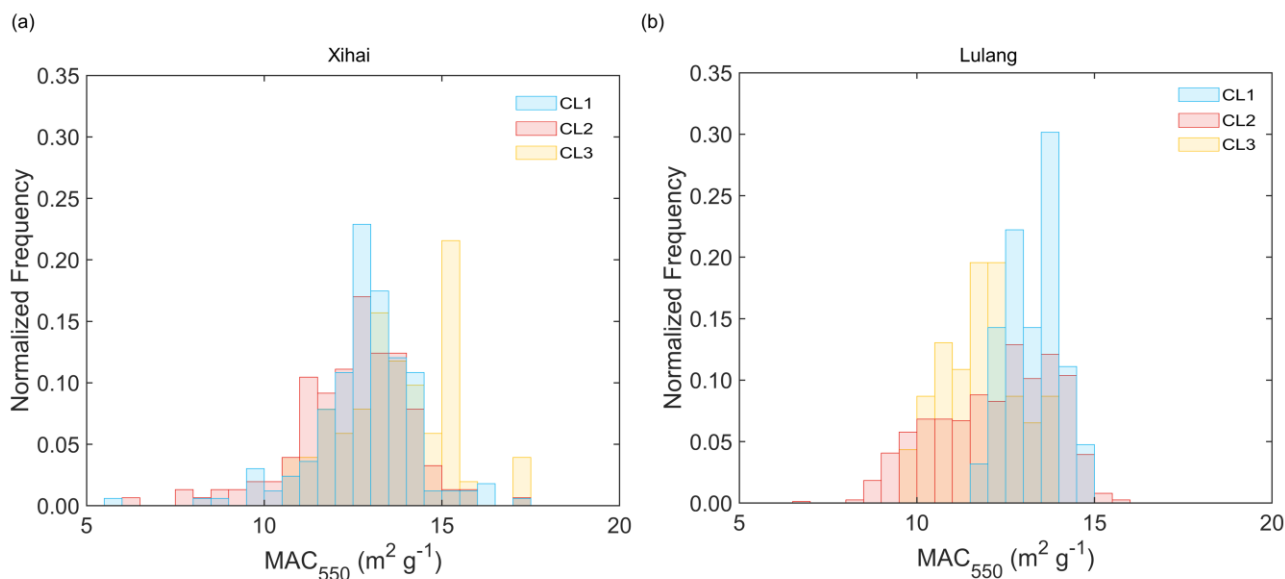 (a)
Xihai
0.35
0.30
0.25
0.20
0.15
0.10
0.05
0.00
Normalized Frequency
CL1
CL2
CL3
5 10 15 20
MAC550 (m2 g-1)
(b)
Lulang
0.35
0.30
0.25
0.20
0.15
0.10
0.05
0.00
Normalized Frequency
CL1
CL2
CL3
5 10 15 20
MAC550 (m2 g-1)